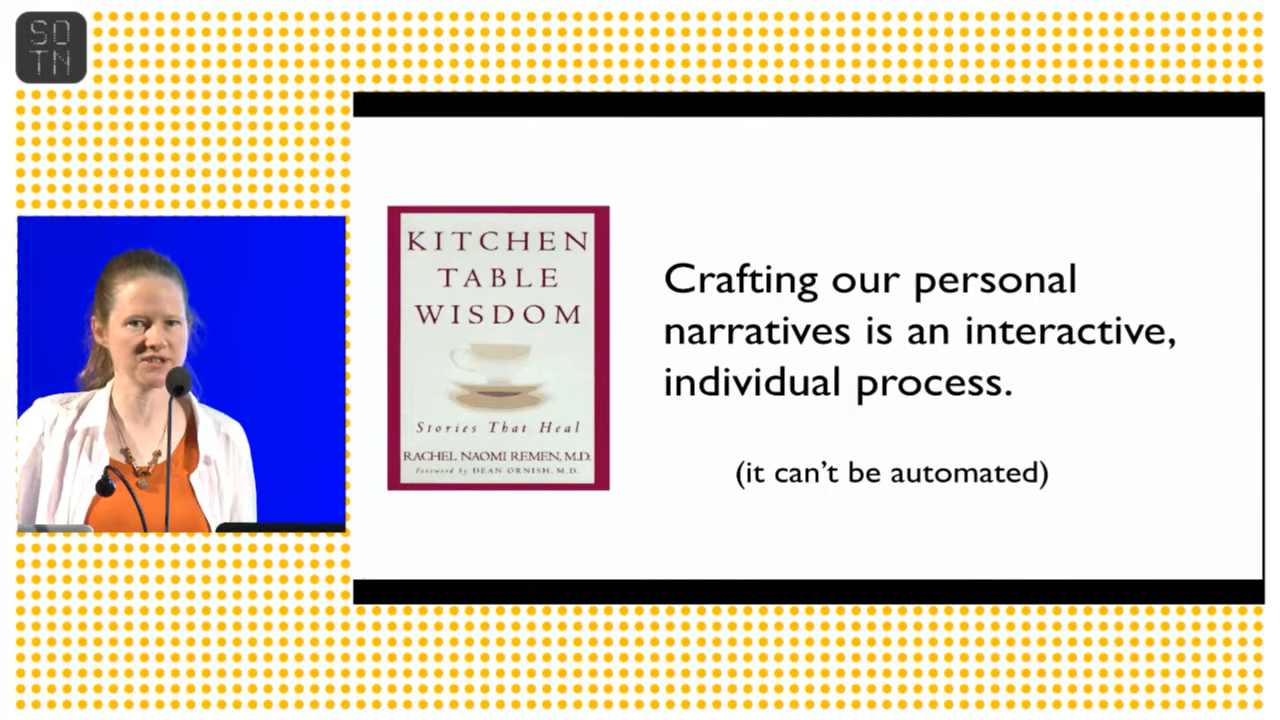 SO
TN
KITCHEN
TABLE
WISDOM
Stories That Heal
RACHEL NAOMI REMEN, M.D.
Foreword by DEAN ORNISH, M.D.
Crafting our personal
narratives is an interactive,
individual process.
(it can't be automated)